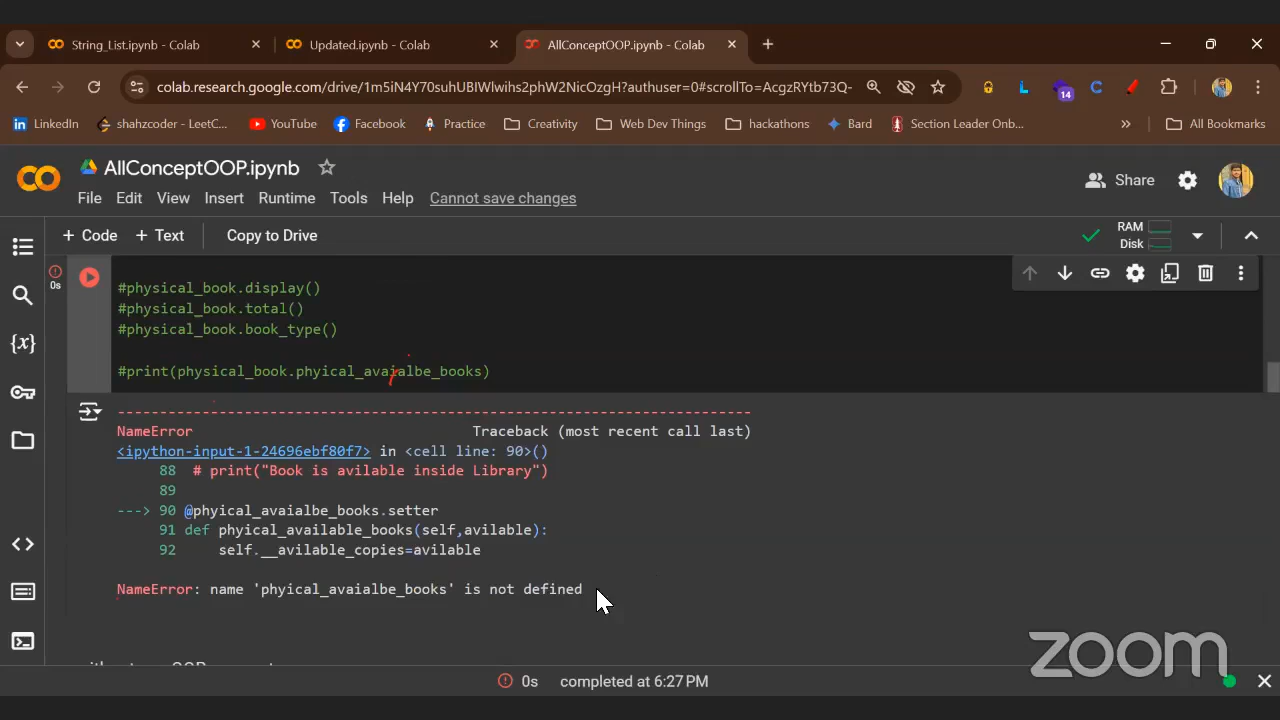 String_List.ipynb - Colab
Updated.ipynb - Colab
AllConceptOOP.ipynb - Colab
colab.research.google.com/drive/1m5iN4Y70suhUBIWlwihs2phW2NicOzgH?authuser=0#scrollTo=AcgzRYtb73Q-
14
LinkedIn
shahzcoder - LeetC...
YouTube
Facebook
Practice
Creativity
Web Dev Things
hackathons
Bard
Section Leader Onb...
All Bookmarks
AllConceptOOP.ipynb
File Edit View Insert Runtime Tools Help Cannot save changes
Share
+ Code + Text Copy to Drive
RAM
Disk
0s
#physical_book.display()
#physical_book.total()
#physical_book.book_type()
#print(physical_book.phyical_avaialbe_books)
---------------------------------------------------------------------------
NameError Traceback (most recent call last)
<ipython-input-1-24696ebf80f7> in <cell line: 90>()
88 # print("Book is avilable inside Library")
89
---> 90 @phyical_avaialbe_books.setter
91 def phyical_available_books(self,avilable):
92 self.__avilable_copies=avilable
NameError: name 'phyical_avaialbe_books' is not defined
zoom
0s completed at 6:27 PM